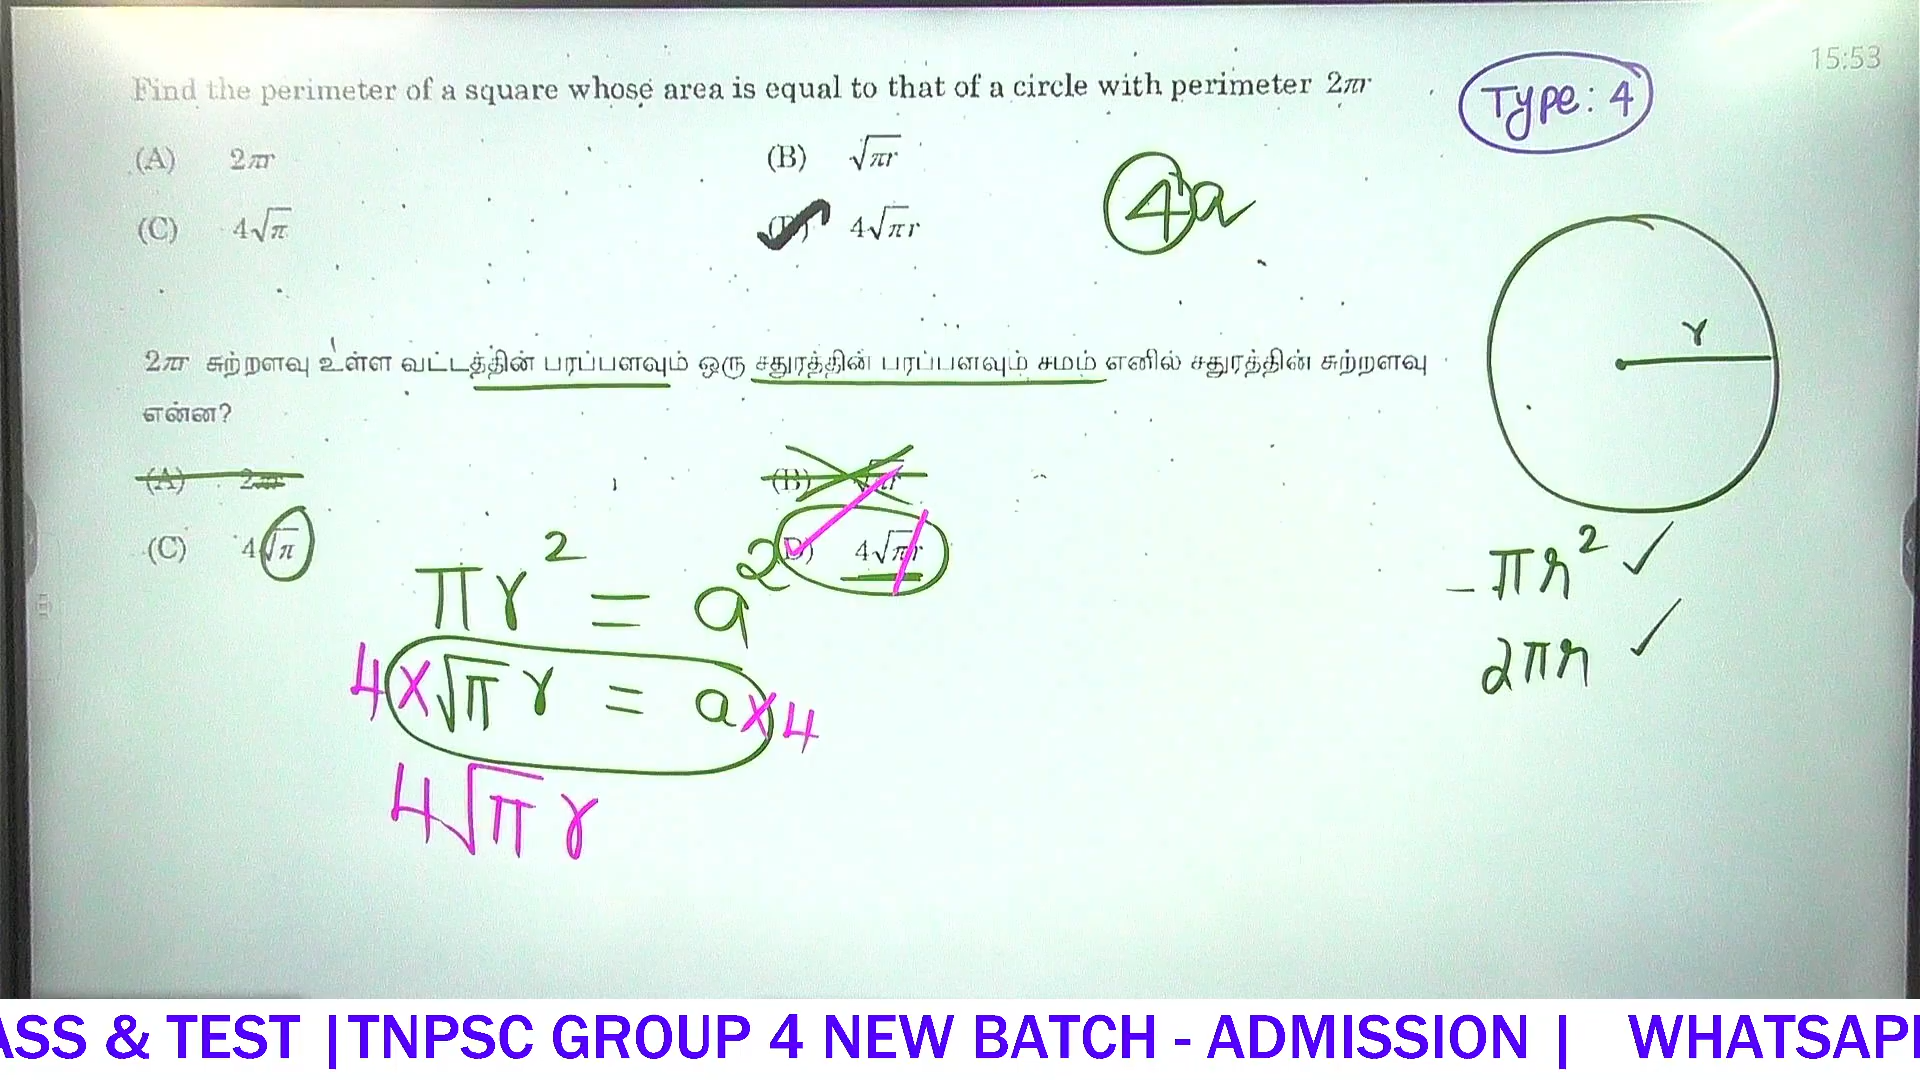 15:53
Find the perimeter of a square whose area is equal to that of a circle with perimeter 2πr
Type: 4
(A) 2πr (B) √πr
4a
(C) 4√π (D) 4√π r
r
2πr சுற்றளவு உள்ள வட்டத்தின் பரப்பளவும் ஒரு சதுரத்தின் பரப்பளவும் சமம் எனில் சதுரத்தின் சுற்றளவு
என்ன?
(A) 2πr (B) √πr
(C) 4√π (D) 4√πr
πr² = a²
πr²
4×√π r = a×4
2πr
4√π r
ASS & TEST |TNPSC GROUP 4 NEW BATCH - ADMISSION | WHATSAPP